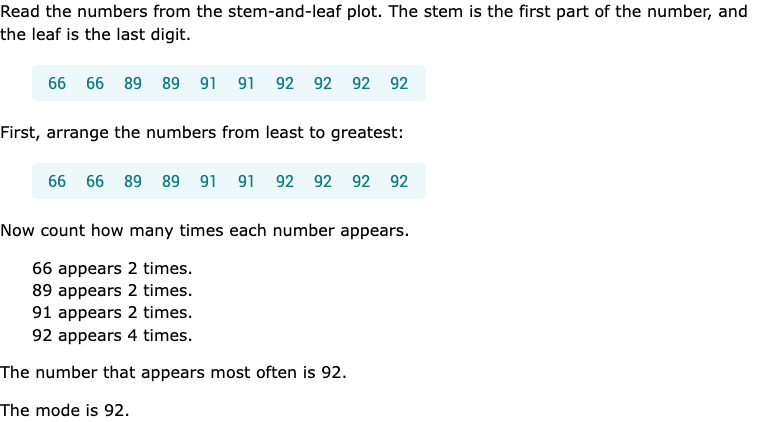 Read the numbers from the stem-and-leaf plot. The stem is the first part of the number, and
the leaf is the last digit.
66 66 89 89 91 91 92 92 92 92
First, arrange the numbers from least to greatest:
66 66 89 89 91 91 92 92 92 92
Now count how many times each number appears.
66 appears 2 times.
89 appears 2 times.
91 appears 2 times.
92 appears 4 times.
The number that appears most often is 92.
The mode is 92.